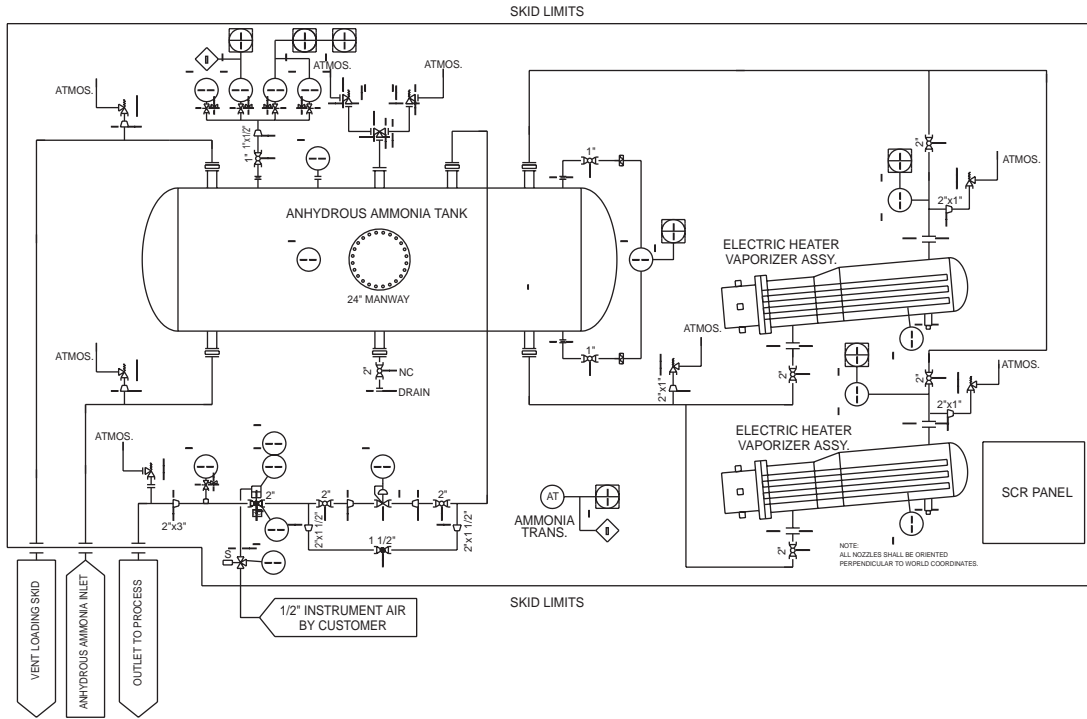 SKID LIMITS
ATMOS.
ATMOS.
ATMOS.
1"x1/2"
1"
1"
2"
ATMOS.
2"x1"
ANHYDROUS AMMONIA TANK
24" MANWAY
ELECTRIC HEATER
VAPORIZER ASSY.
ATMOS.
ATMOS.
1"
2"
NC
DRAIN
2"x1"
2"
2"
ATMOS.
2"x1"
ATMOS.
2"x3"
2"
2"
2"
2"x1 1/2"
1 1/2"
2"x1 1/2"
S
ELECTRIC HEATER
VAPORIZER ASSY.
AT
AMMONIA
TRANS.
2"
SCR PANEL
NOTE:
ALL NOZZLES SHALL BE ORIENTED
PERPENDICULAR TO WORLD COORDINATES.
SKID LIMITS
1/2" INSTRUMENT AIR
BY CUSTOMER
VENT LOADING SKID
ANHYDROUS AMMONIA INLET
OUTLET TO PROCESS